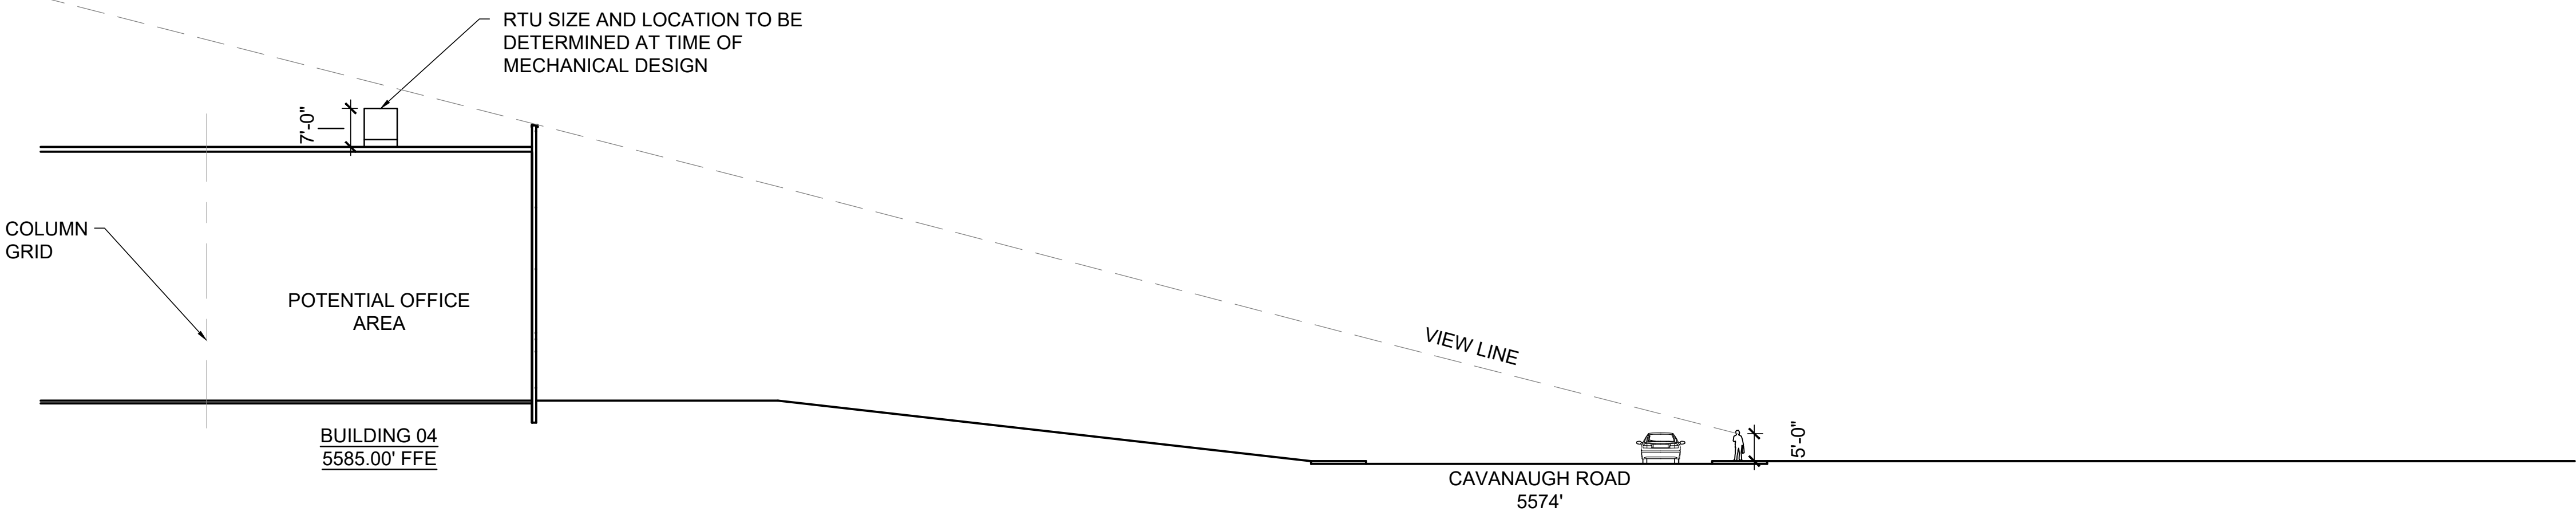 RTU SIZE AND LOCATION TO BE
DETERMINED AT TIME OF
MECHANICAL DESIGN
7'-0"
COLUMN
GRID
POTENTIAL OFFICE
AREA
VIEW LINE
BUILDING 04
5585.00' FFE
5'-0"
CAVANAUGH ROAD
5574'